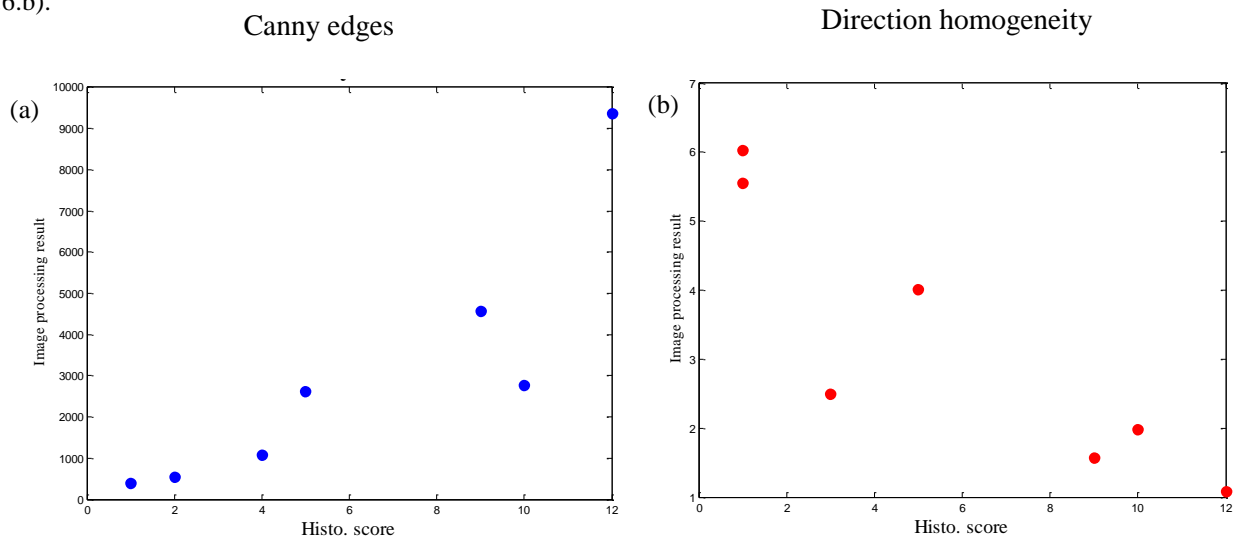 6.b).
Canny edges
Direction homogeneity
(a)
10000
9000
8000
7000
6000
5000
4000
3000
2000
1000
0
Image processing result
0 2 4 6 8 10 12
Histo. score
(b)
7
6
5
4
3
2
1
Image processing result
0 2 4 6 8 10 12
Histo. score